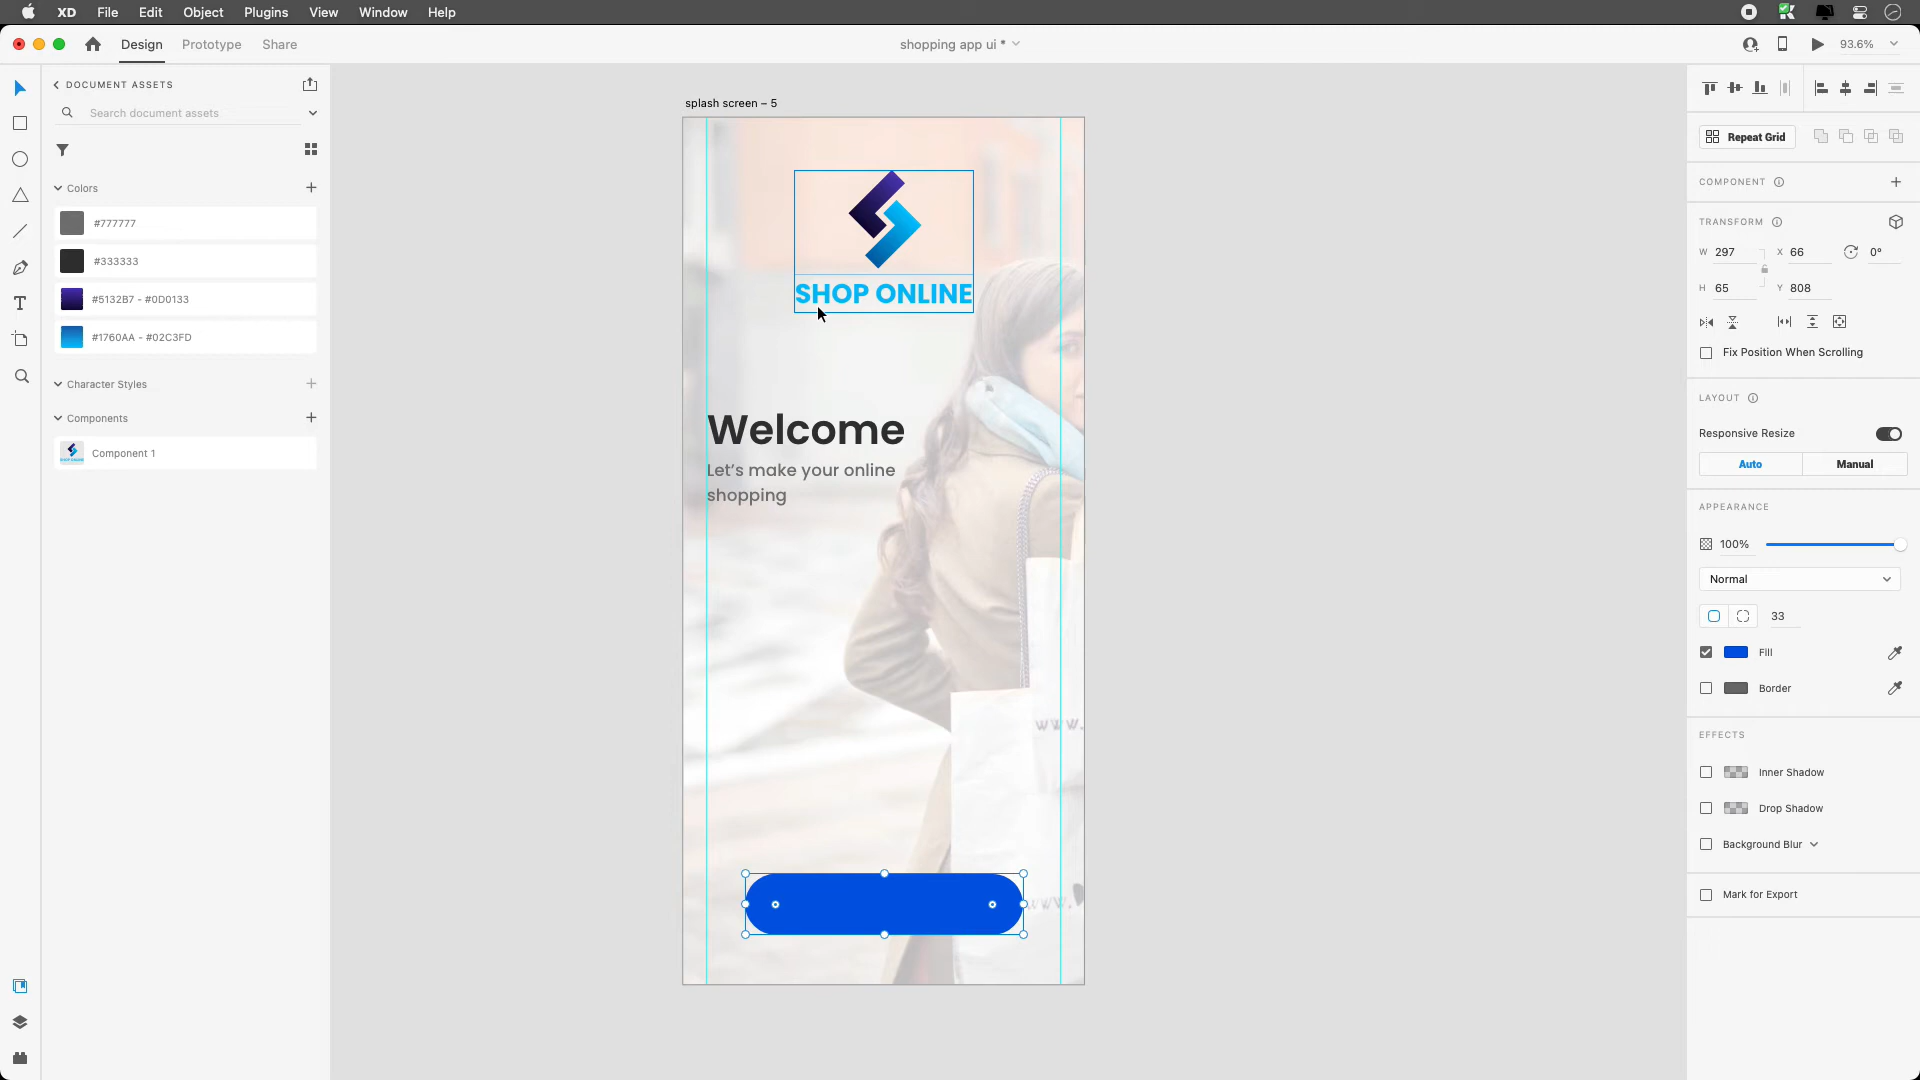 XD File Edit Object Plugins View Window Help
Design Prototype Share
shopping app ui *
93.6%
DOCUMENT ASSETS
Search document assets
Colors
#777777
#333333
#5132B7 - #0D0133
#1760AA - #02C3FD
Character Styles
Components
Component 1
splash screen – 5
SHOP ONLINE
Welcome
Let's make your online
shopping
www.
www.
Repeat Grid
COMPONENT
TRANSFORM
W 297 X 66 0°
H 65 Y 808
Fix Position When Scrolling
LAYOUT
Responsive Resize
Auto Manual
APPEARANCE
100%
Normal
33
Fill
Border
EFFECTS
Inner Shadow
Drop Shadow
Background Blur
Mark for Export